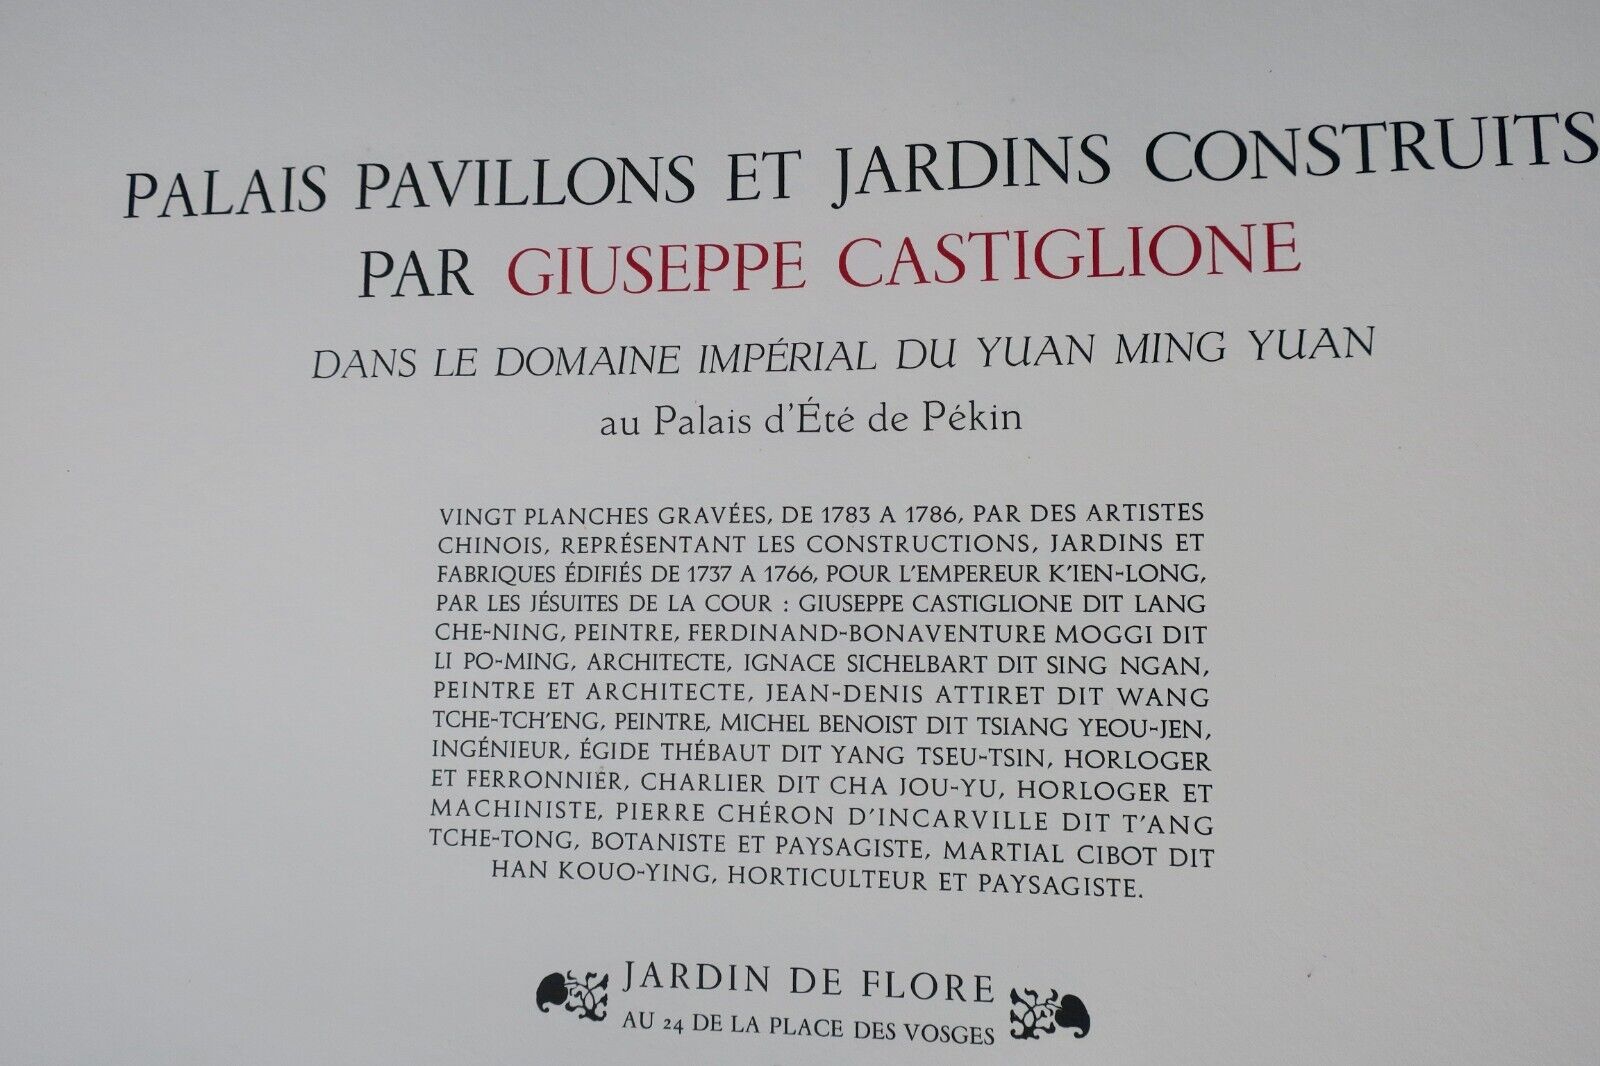 PALAIS PAVILLONS ET JARDINS CONSTRUITS
PAR GIUSEPPE CASTIGLIONE
DANS LE DOMAINE IMPÉRIAL DU YUAN MING YUAN
au Palais d'Été de Pékin
VINGT PLANCHES GRAVÉES, DE 1783 A 1786, PAR DES ARTISTES
CHINOIS, REPRÉSENTANT LES CONSTRUCTIONS, JARDINS ET
FABRIQUES ÉDIFIÉS DE 1737 A 1766, POUR L'EMPEREUR K'IEN-LONG,
PAR LES JÉSUITES DE LA COUR : GIUSEPPE CASTIGLIONE DIT LANG
CHE-NING, PEINTRE, FERDINAND-BONAVENTURE MOGGI DIT
LI PO-MING, ARCHITECTE, IGNACE SICHELBART DIT SING NGAN,
PEINTRE ET ARCHITECTE, JEAN-DENIS ATTIRET DIT WANG
TCHE-TCH'ENG, PEINTRE, MICHEL BENOIST DIT TSIANG YEOU-JEN,
INGÉNIEUR, ÉGIDE THÉBAUT DIT YANG TSEU-TSIN, HORLOGER
ET FERRONNIER, CHARLIER DIT CHA JOU-YU, HORLOGER ET
MACHINISTE, PIERRE CHÉRON D'INCARVILLE DIT T'ANG
TCHE-TONG, BOTANISTE ET PAYSAGISTE, MARTIAL CIBOT DIT
HAN KOUO-YING, HORTICULTEUR ET PAYSAGISTE.
JARDIN DE FLORE
AU 24 DE LA PLACE DES VOSGES